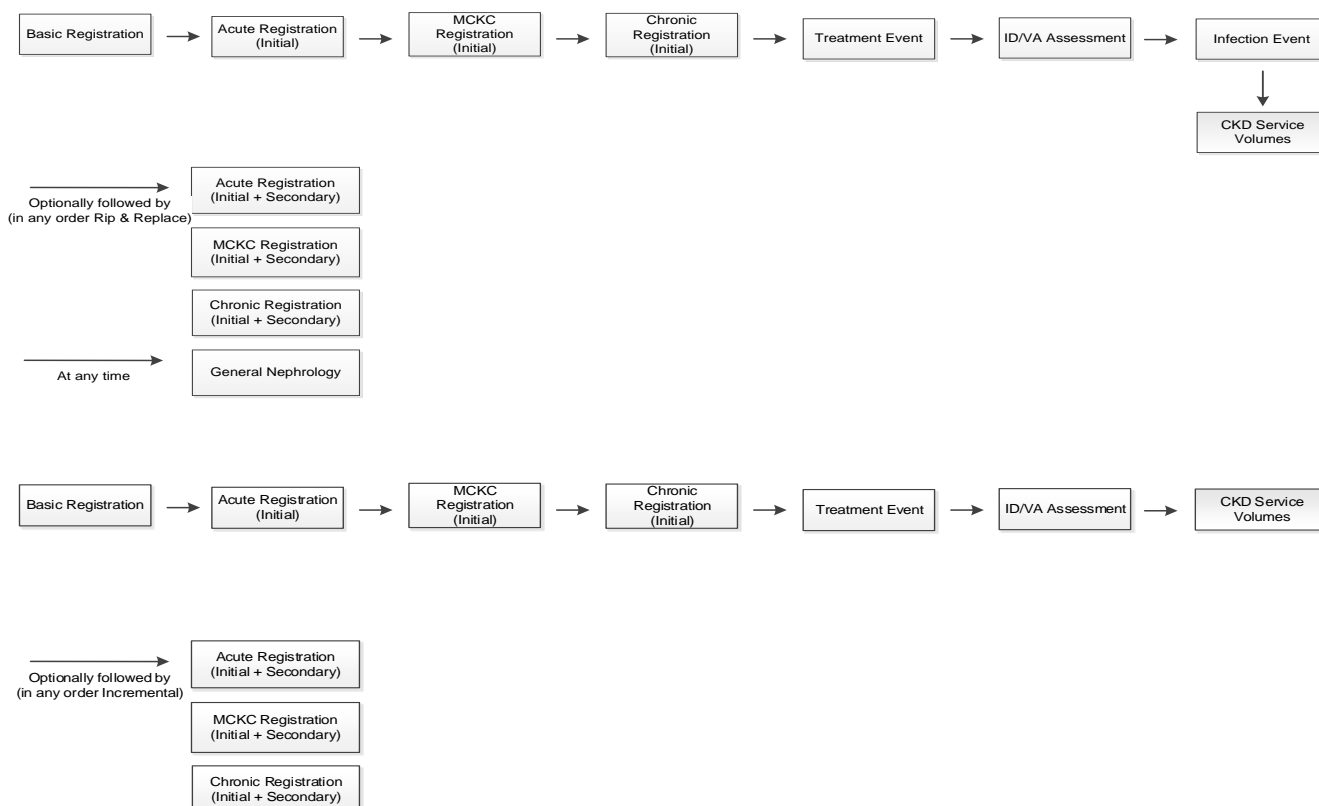 Basic Registration
Acute Registration
(Initial)
MCKC
Registration
(Initial)
Chronic
Registration
(Initial)
Treatment Event
ID/VA Assessment
Infection Event
CKD Service
Volumes
Optionally followed by
(in any order Rip & Replace)
Acute Registration
(Initial + Secondary)
MCKC Registration
(Initial + Secondary)
Chronic Registration
(Initial + Secondary)
At any time
General Nephrology
Basic Registration
Acute Registration
(Initial)
MCKC
Registration
(Initial)
Chronic
Registration
(Initial)
Treatment Event
ID/VA Assessment
CKD Service
Volumes
Optionally followed by
(in any order Incremental)
Acute Registration
(Initial + Secondary)
MCKC Registration
(Initial + Secondary)
Chronic Registration
(Initial + Secondary)